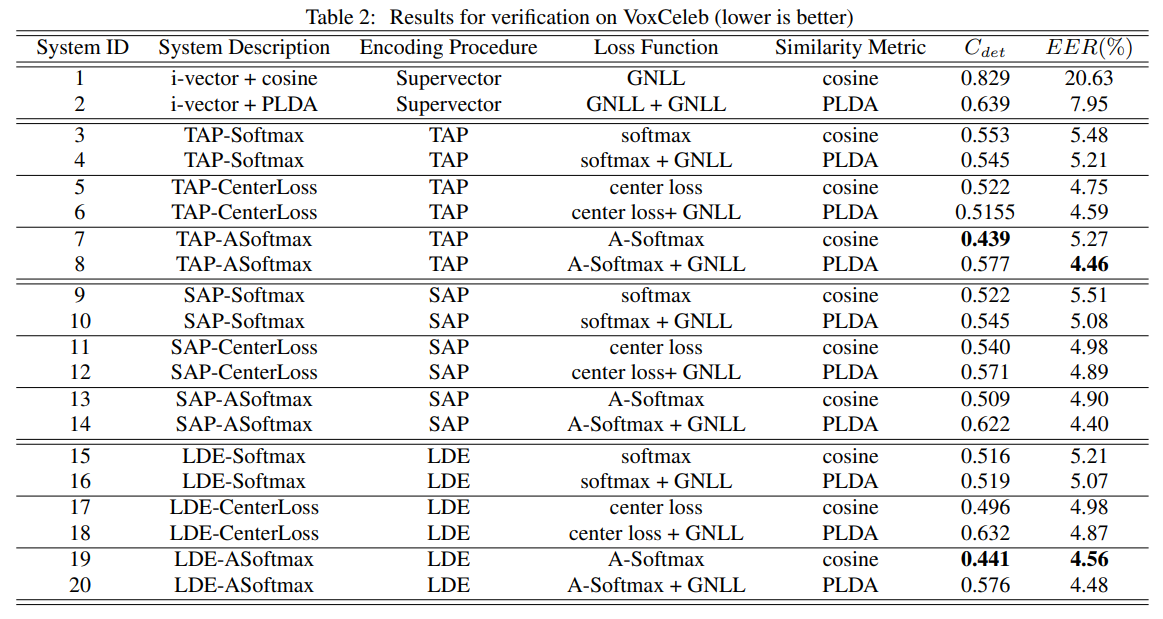 Table 2: Results for verification on VoxCeleb (lower is better)
System ID System Description Encoding Procedure Loss Function Similarity Metric C_det EER(%)
1 i-vector + cosine Supervector GNLL cosine 0.829 20.63
2 i-vector + PLDA Supervector GNLL + GNLL PLDA 0.639 7.95
3 TAP-Softmax TAP softmax cosine 0.553 5.48
4 TAP-Softmax TAP softmax + GNLL PLDA 0.545 5.21
5 TAP-CenterLoss TAP center loss cosine 0.522 4.75
6 TAP-CenterLoss TAP center loss+ GNLL PLDA 0.5155 4.59
7 TAP-ASoftmax TAP A-Softmax cosine 0.439 5.27
8 TAP-ASoftmax TAP A-Softmax + GNLL PLDA 0.577 4.46
9 SAP-Softmax SAP softmax cosine 0.522 5.51
10 SAP-Softmax SAP softmax + GNLL PLDA 0.545 5.08
11 SAP-CenterLoss SAP center loss cosine 0.540 4.98
12 SAP-CenterLoss SAP center loss+ GNLL PLDA 0.571 4.89
13 SAP-ASoftmax SAP A-Softmax cosine 0.509 4.90
14 SAP-ASoftmax SAP A-Softmax + GNLL PLDA 0.622 4.40
15 LDE-Softmax LDE softmax cosine 0.516 5.21
16 LDE-Softmax LDE softmax + GNLL PLDA 0.519 5.07
17 LDE-CenterLoss LDE center loss cosine 0.496 4.98
18 LDE-CenterLoss LDE center loss + GNLL PLDA 0.632 4.87
19 LDE-ASoftmax LDE A-Softmax cosine 0.441 4.56
20 LDE-ASoftmax LDE A-Softmax + GNLL PLDA 0.576 4.48